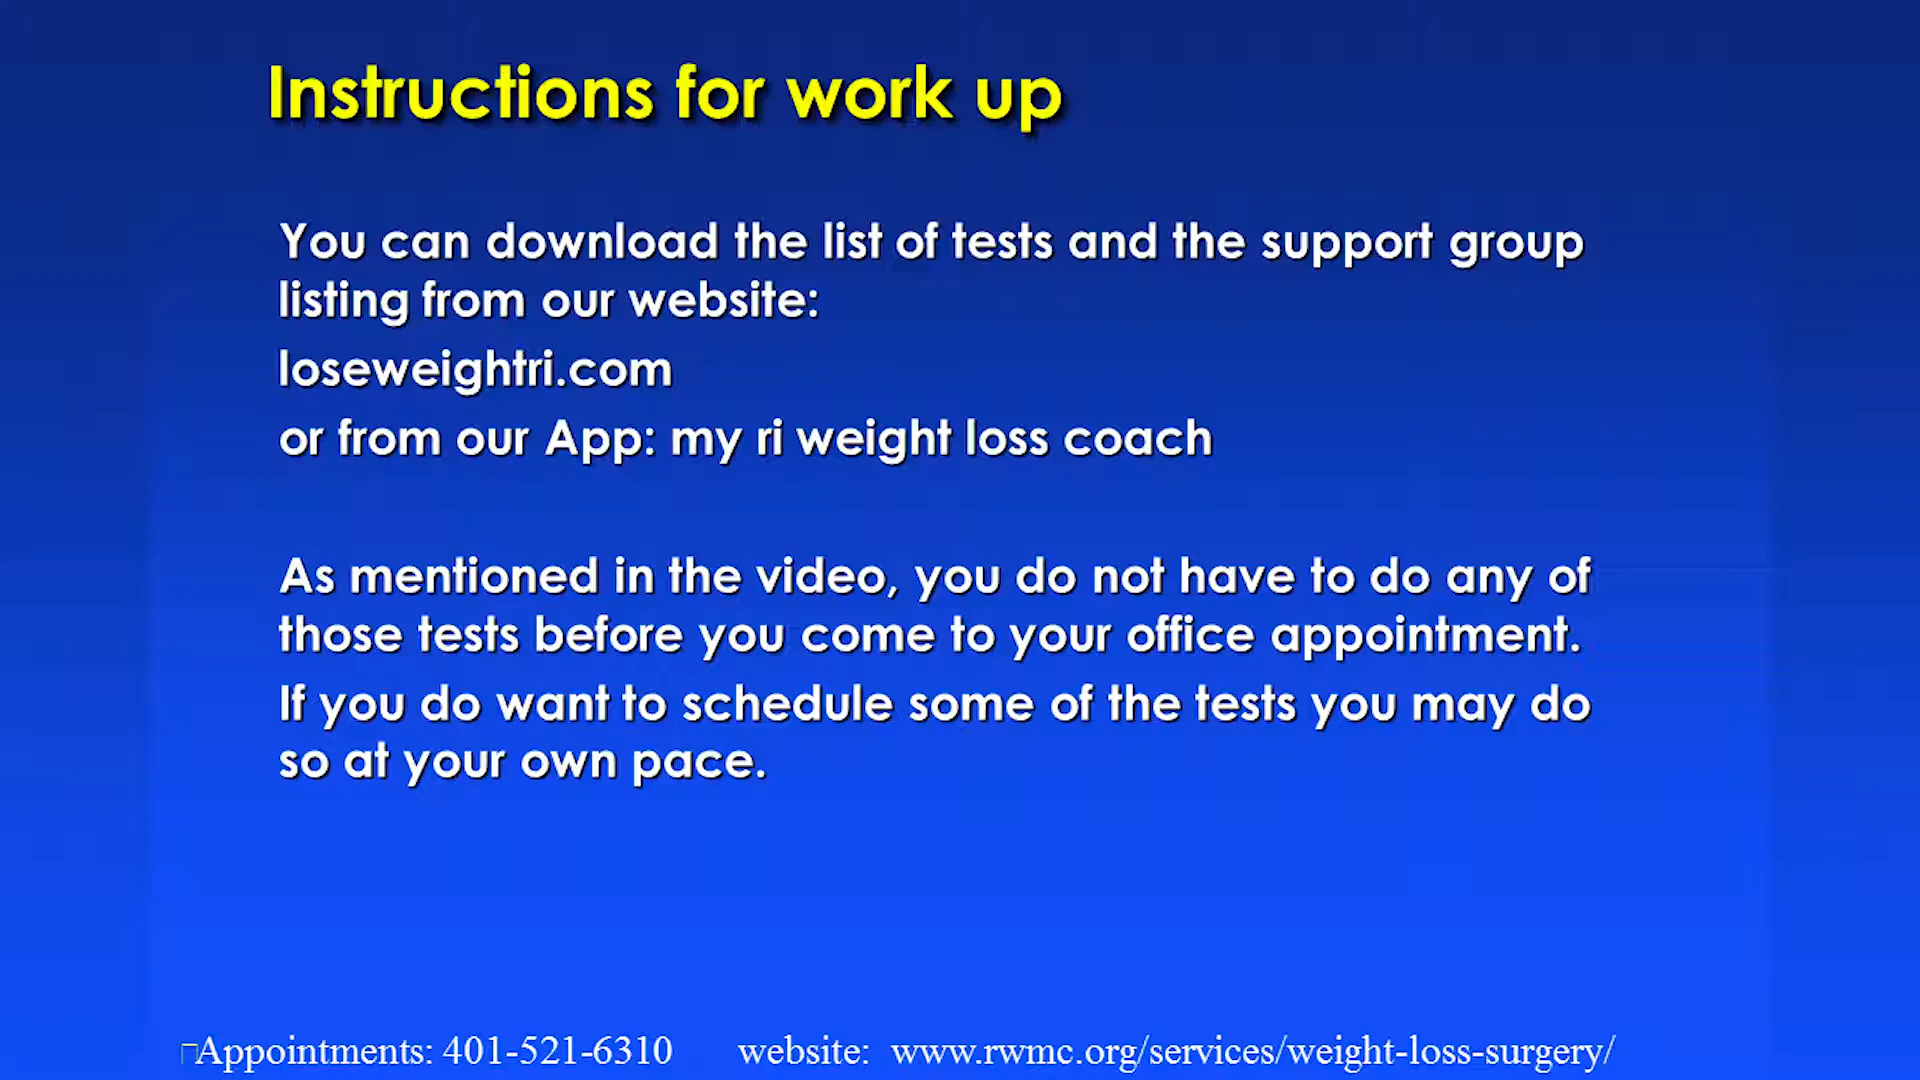 Instructions for work up
You can download the list of tests and the support group
listing from our website:
loseweightri.com
or from our App: my ri weight loss coach
As mentioned in the video, you do not have to do any of
those tests before you come to your office appointment.
If you do want to schedule some of the tests you may do
so at your own pace.
Appointments: 401-521-6310 website: www.rwmc.org/services/weight-loss-surgery/